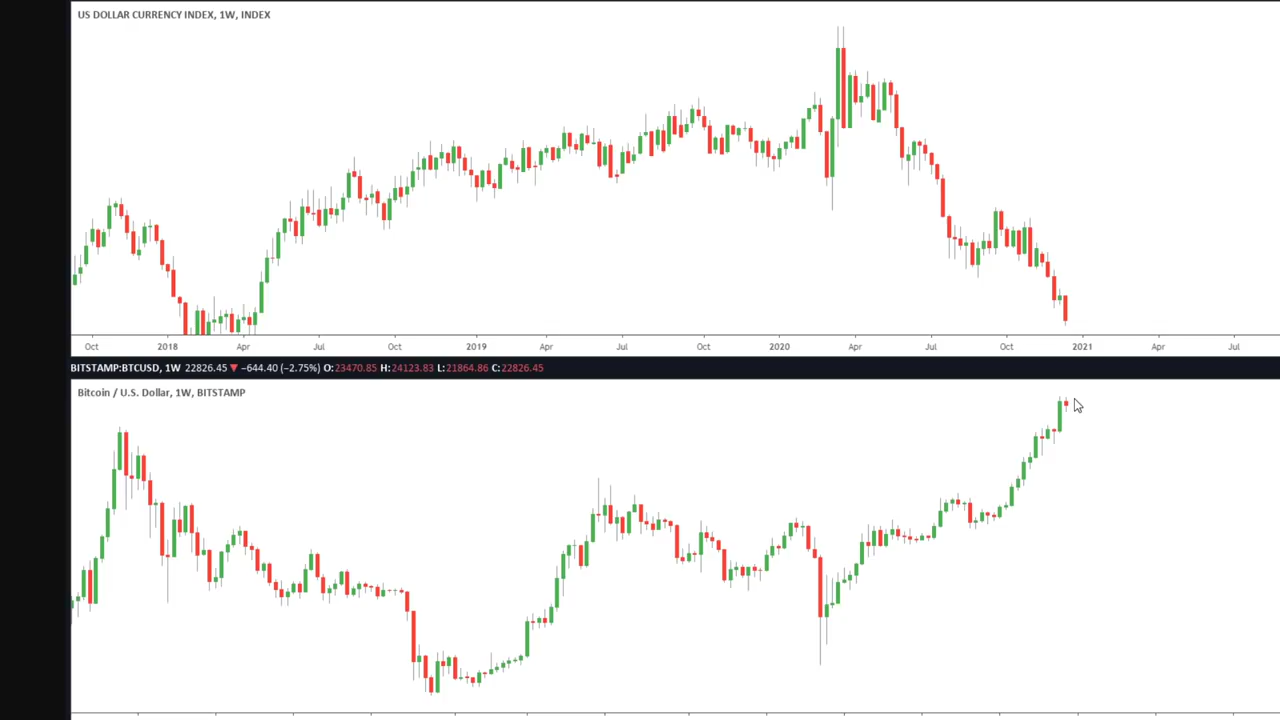 US DOLLAR CURRENCY INDEX, 1W, INDEX
Oct 2018 Apr Jul Oct 2019 Apr Jul Oct 2020 Apr Jul Oct 2021 Apr Jul
BITSTAMP:BTCUSD, 1W 22826.45 ▼ −644.40 (−2.75%) O:23470.85 H:24123.83 L:21864.86 C:22826.45
Bitcoin / U.S. Dollar, 1W, BITSTAMP